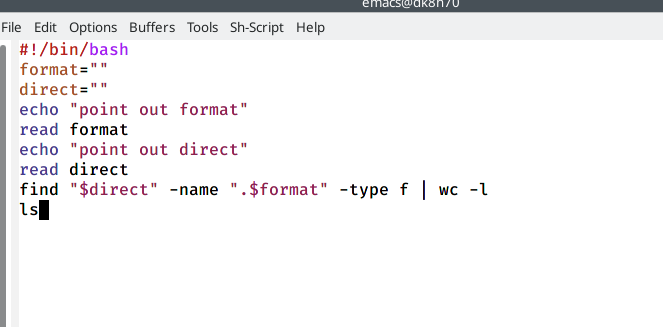 emacs@dk8n70
File Edit Options Buffers Tools Sh-Script Help
#!/bin/bash
format=""
direct=""
echo "point out format"
read format
echo "point out direct"
read direct
find "$direct" -name ".$format" -type f | wc -l
ls